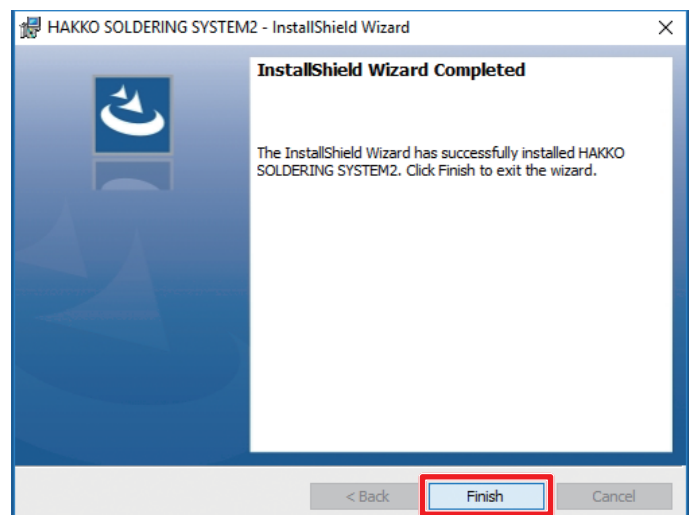 HAKKO SOLDERING SYSTEM2 - InstallShield Wizard
InstallShield Wizard Completed
The InstallShield Wizard has successfully installed HAKKO
SOLDERING SYSTEM2. Click Finish to exit the wizard.
< Back
Finish
Cancel